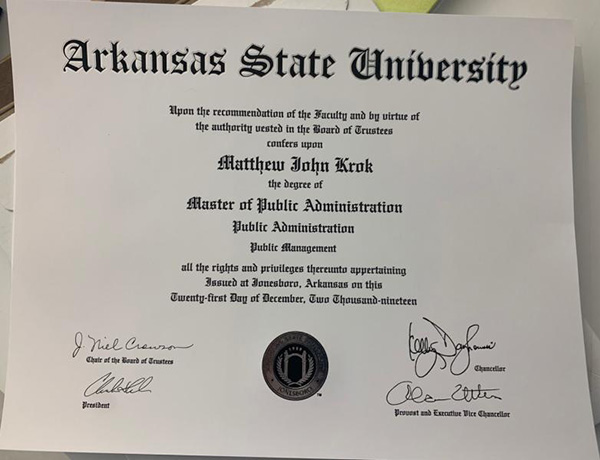 Arkansas State University
Upon the recommendation of the Faculty and by virtue of
the authority vested in the Board of Trustees
confers upon
Matthew John Krok
the degree of
Master of Public Administration
Public Administration
Public Management
all the rights and privileges thereunto appertaining
Issued at Jonesboro, Arkansas on this
Twenty-first Day of December, Two Thousand-nineteen
J. Niel Crowson
Chair of the Board of Trustees
President
Chancellor
Provost and Executive Vice Chancellor
TM